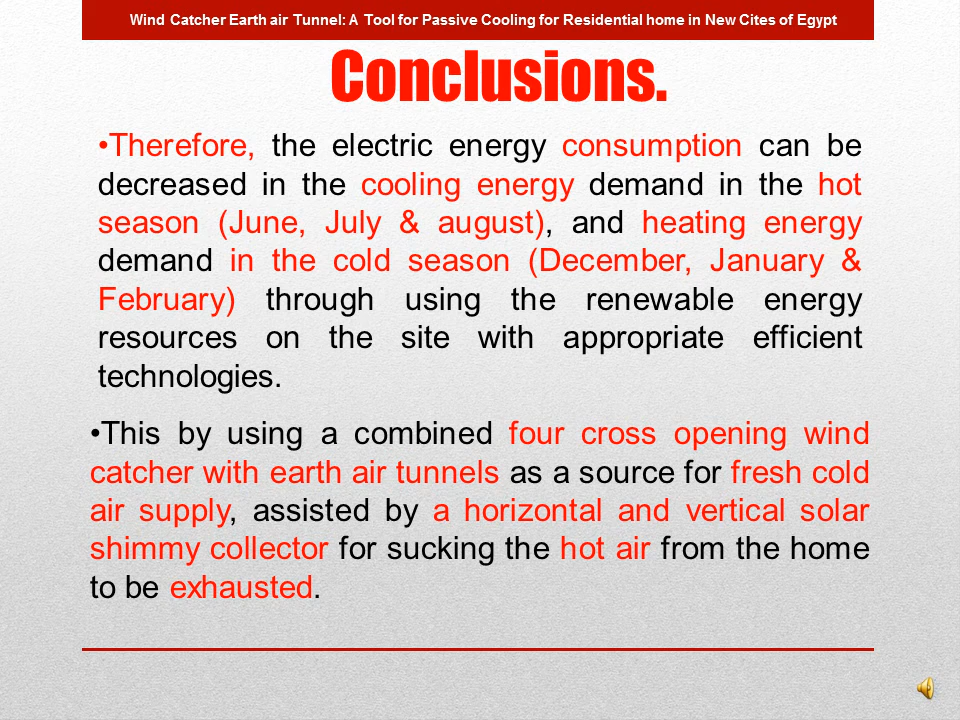 Wind Catcher Earth air Tunnel: A Tool for Passive Cooling for Residential home in New Cites of Egypt
Conclusions.
•Therefore, the electric energy consumption can be
decreased in the cooling energy demand in the hot
season (June, July & august), and heating energy
demand in the cold season (December, January &
February) through using the renewable energy
resources on the site with appropriate efficient
technologies.
•This by using a combined four cross opening wind
catcher with earth air tunnels as a source for fresh cold
air supply, assisted by a horizontal and vertical solar
shimmy collector for sucking the hot air from the home
to be exhausted.